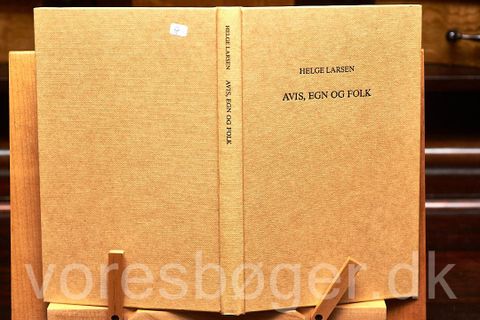 HELGE LARSEN AVIS, EGN OG FOLK
HELGE LARSEN
AVIS, EGN OG FOLK
voresbøger.dk